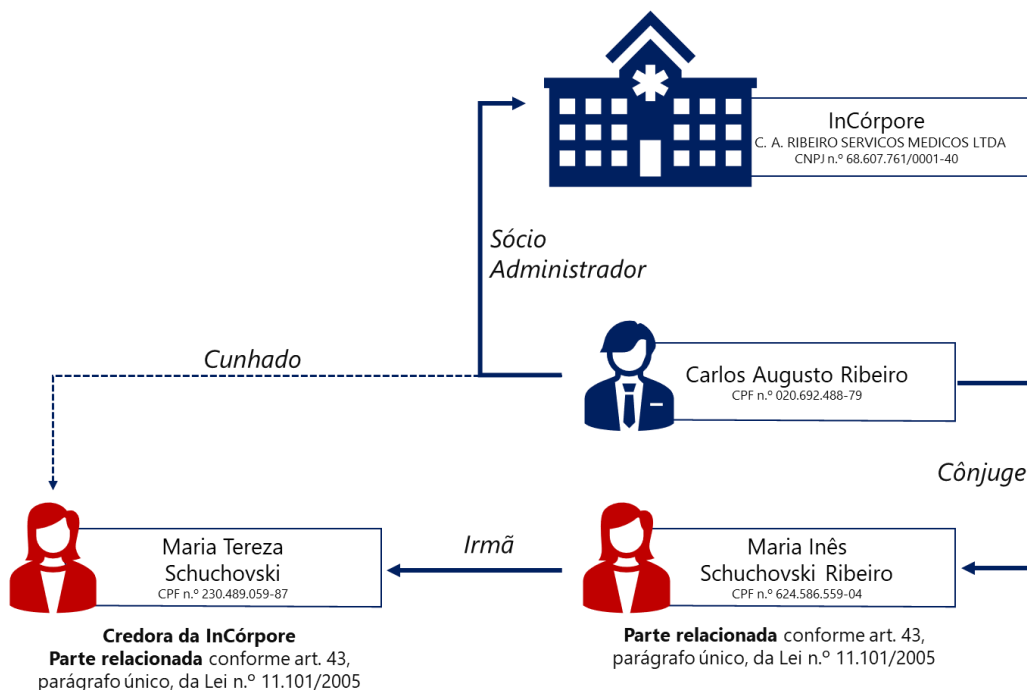 InCórpore
C. A. RIBEIRO SERVICOS MEDICOS LTDA
CNPJ n.º 68.607.761/0001-40
Sócio
Administrador
Cunhado
Carlos Augusto Ribeiro
CPF n.º 020.692.488-79
Cônjuge
Maria Tereza
Schuchovski
CPF n.º 230.489.059-87
Irmã
Maria Inês
Schuchovski Ribeiro
CPF n.º 624.586.559-04
Credora da InCórpore
Parte relacionada conforme art. 43,
parágrafo único, da Lei n.º 11.101/2005
Parte relacionada conforme art. 43,
parágrafo único, da Lei n.º 11.101/2005